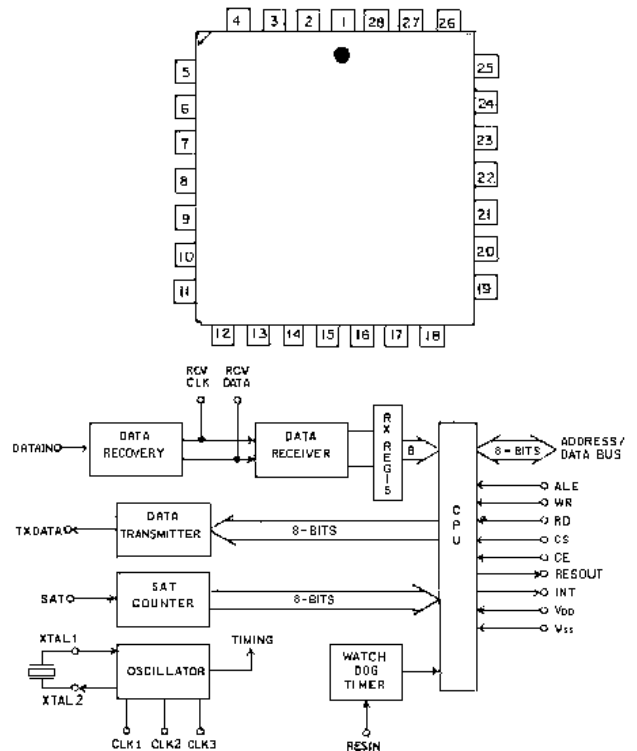 4 3 2 1 28 27 26
5
6
7
8
9
10
11
25
24
23
22
21
20
19
12 13 14 15 16 17 18
RCV CLK
RCV DATA
DATAIN
DATA RECOVERY
DATA RECEIVER
RX REGIS
8
CPU
8-BITS
ADDRESS/ DATA BUS
TXDATA
DATA TRANSMITTER
8-BITS
SAT
SAT COUNTER
8-BITS
ALE
WR
RD
CS
CE
RESOUT
INT
VDD
Vss
XTAL1
XTAL2
OSCILLATOR
TIMING
CLK1 CLK2 CLK3
WATCH DOG TIMER
RESIN